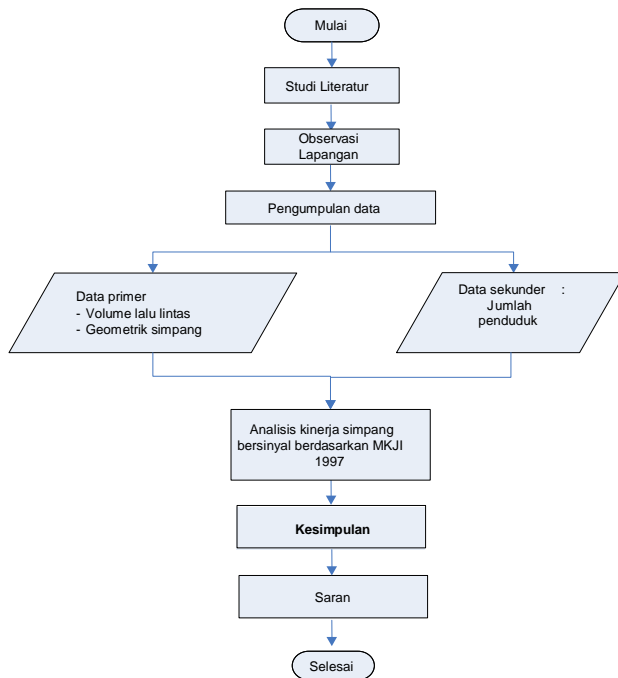 Mulai
Studi Literatur
Observasi
Lapangan
Pengumpulan data
Data primer
- Volume lalu lintas
- Geometrik simpang
Data sekunder :
Jumlah
penduduk
Analisis kinerja simpang
bersinyal berdasarkan MKJI
1997
Kesimpulan
Saran
Selesai